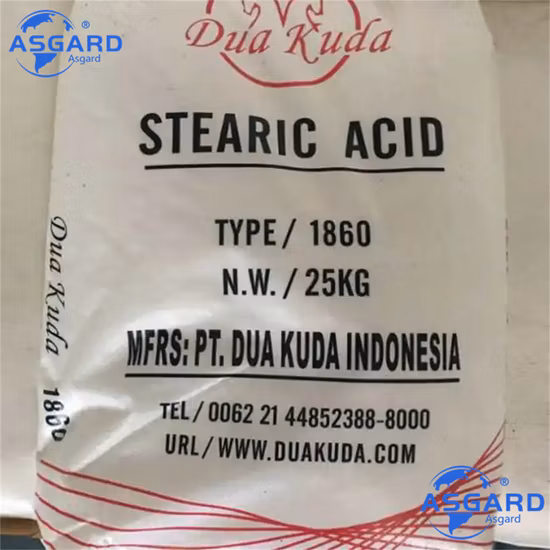 ASGARD
Asgard
Dua Kuda
STEARIC ACID
TYPE/ 1860
N.W./ 25KG
MFRS: PT. DUA KUDA INDONESIA
TEL/ 0062 21 44852388-8000
URL/ WWW.DUAKUDA.COM
Dua Kuda 1860
ASGARD
Asgard